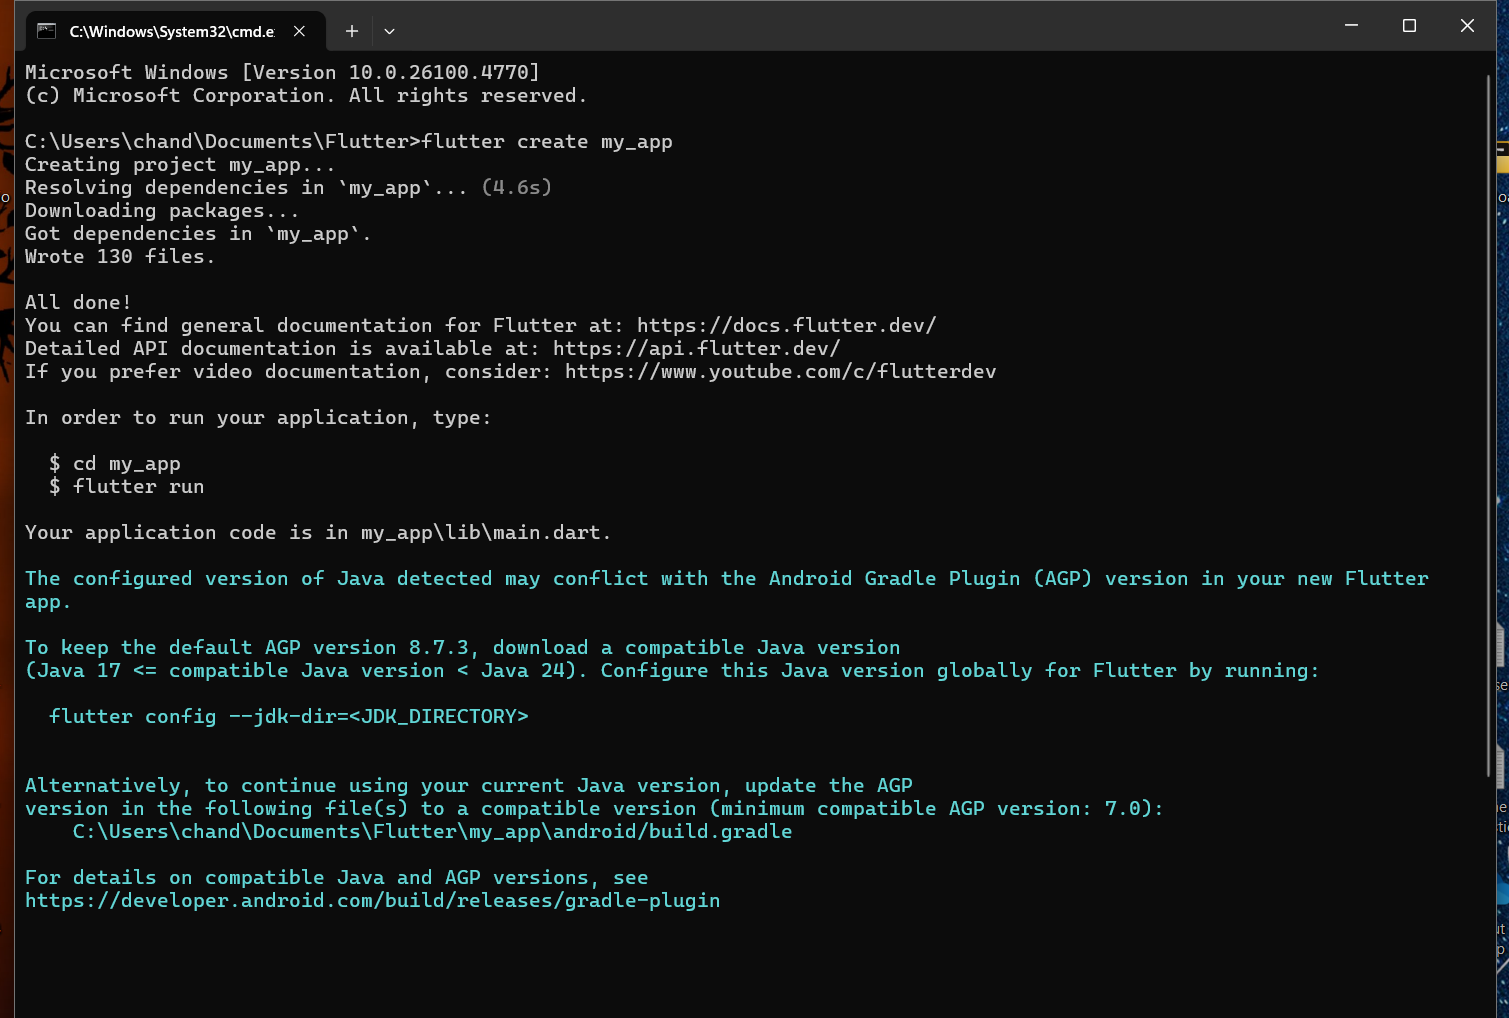 C:\Windows\System32\cmd.e
Microsoft Windows [Version 10.0.26100.4770]
(c) Microsoft Corporation. All rights reserved.
C:\Users\chand\Documents\Flutter>flutter create my_app
Creating project my_app...
Resolving dependencies in `my_app`... (4.6s)
Downloading packages...
Got dependencies in `my_app`.
Wrote 130 files.
All done!
You can find general documentation for Flutter at: https://docs.flutter.dev/
Detailed API documentation is available at: https://api.flutter.dev/
If you prefer video documentation, consider: https://www.youtube.com/c/flutterdev
In order to run your application, type:
$ cd my_app
$ flutter run
Your application code is in my_app\lib\main.dart.
The configured version of Java detected may conflict with the Android Gradle Plugin (AGP) version in your new Flutter
app.
To keep the default AGP version 8.7.3, download a compatible Java version
(Java 17 <= compatible Java version < Java 24). Configure this Java version globally for Flutter by running:
flutter config --jdk-dir=<JDK_DIRECTORY>
Alternatively, to continue using your current Java version, update the AGP
version in the following file(s) to a compatible version (minimum compatible AGP version: 7.0):
C:\Users\chand\Documents\Flutter\my_app\android/build.gradle
For details on compatible Java and AGP versions, see
https://developer.android.com/build/releases/gradle-plugin